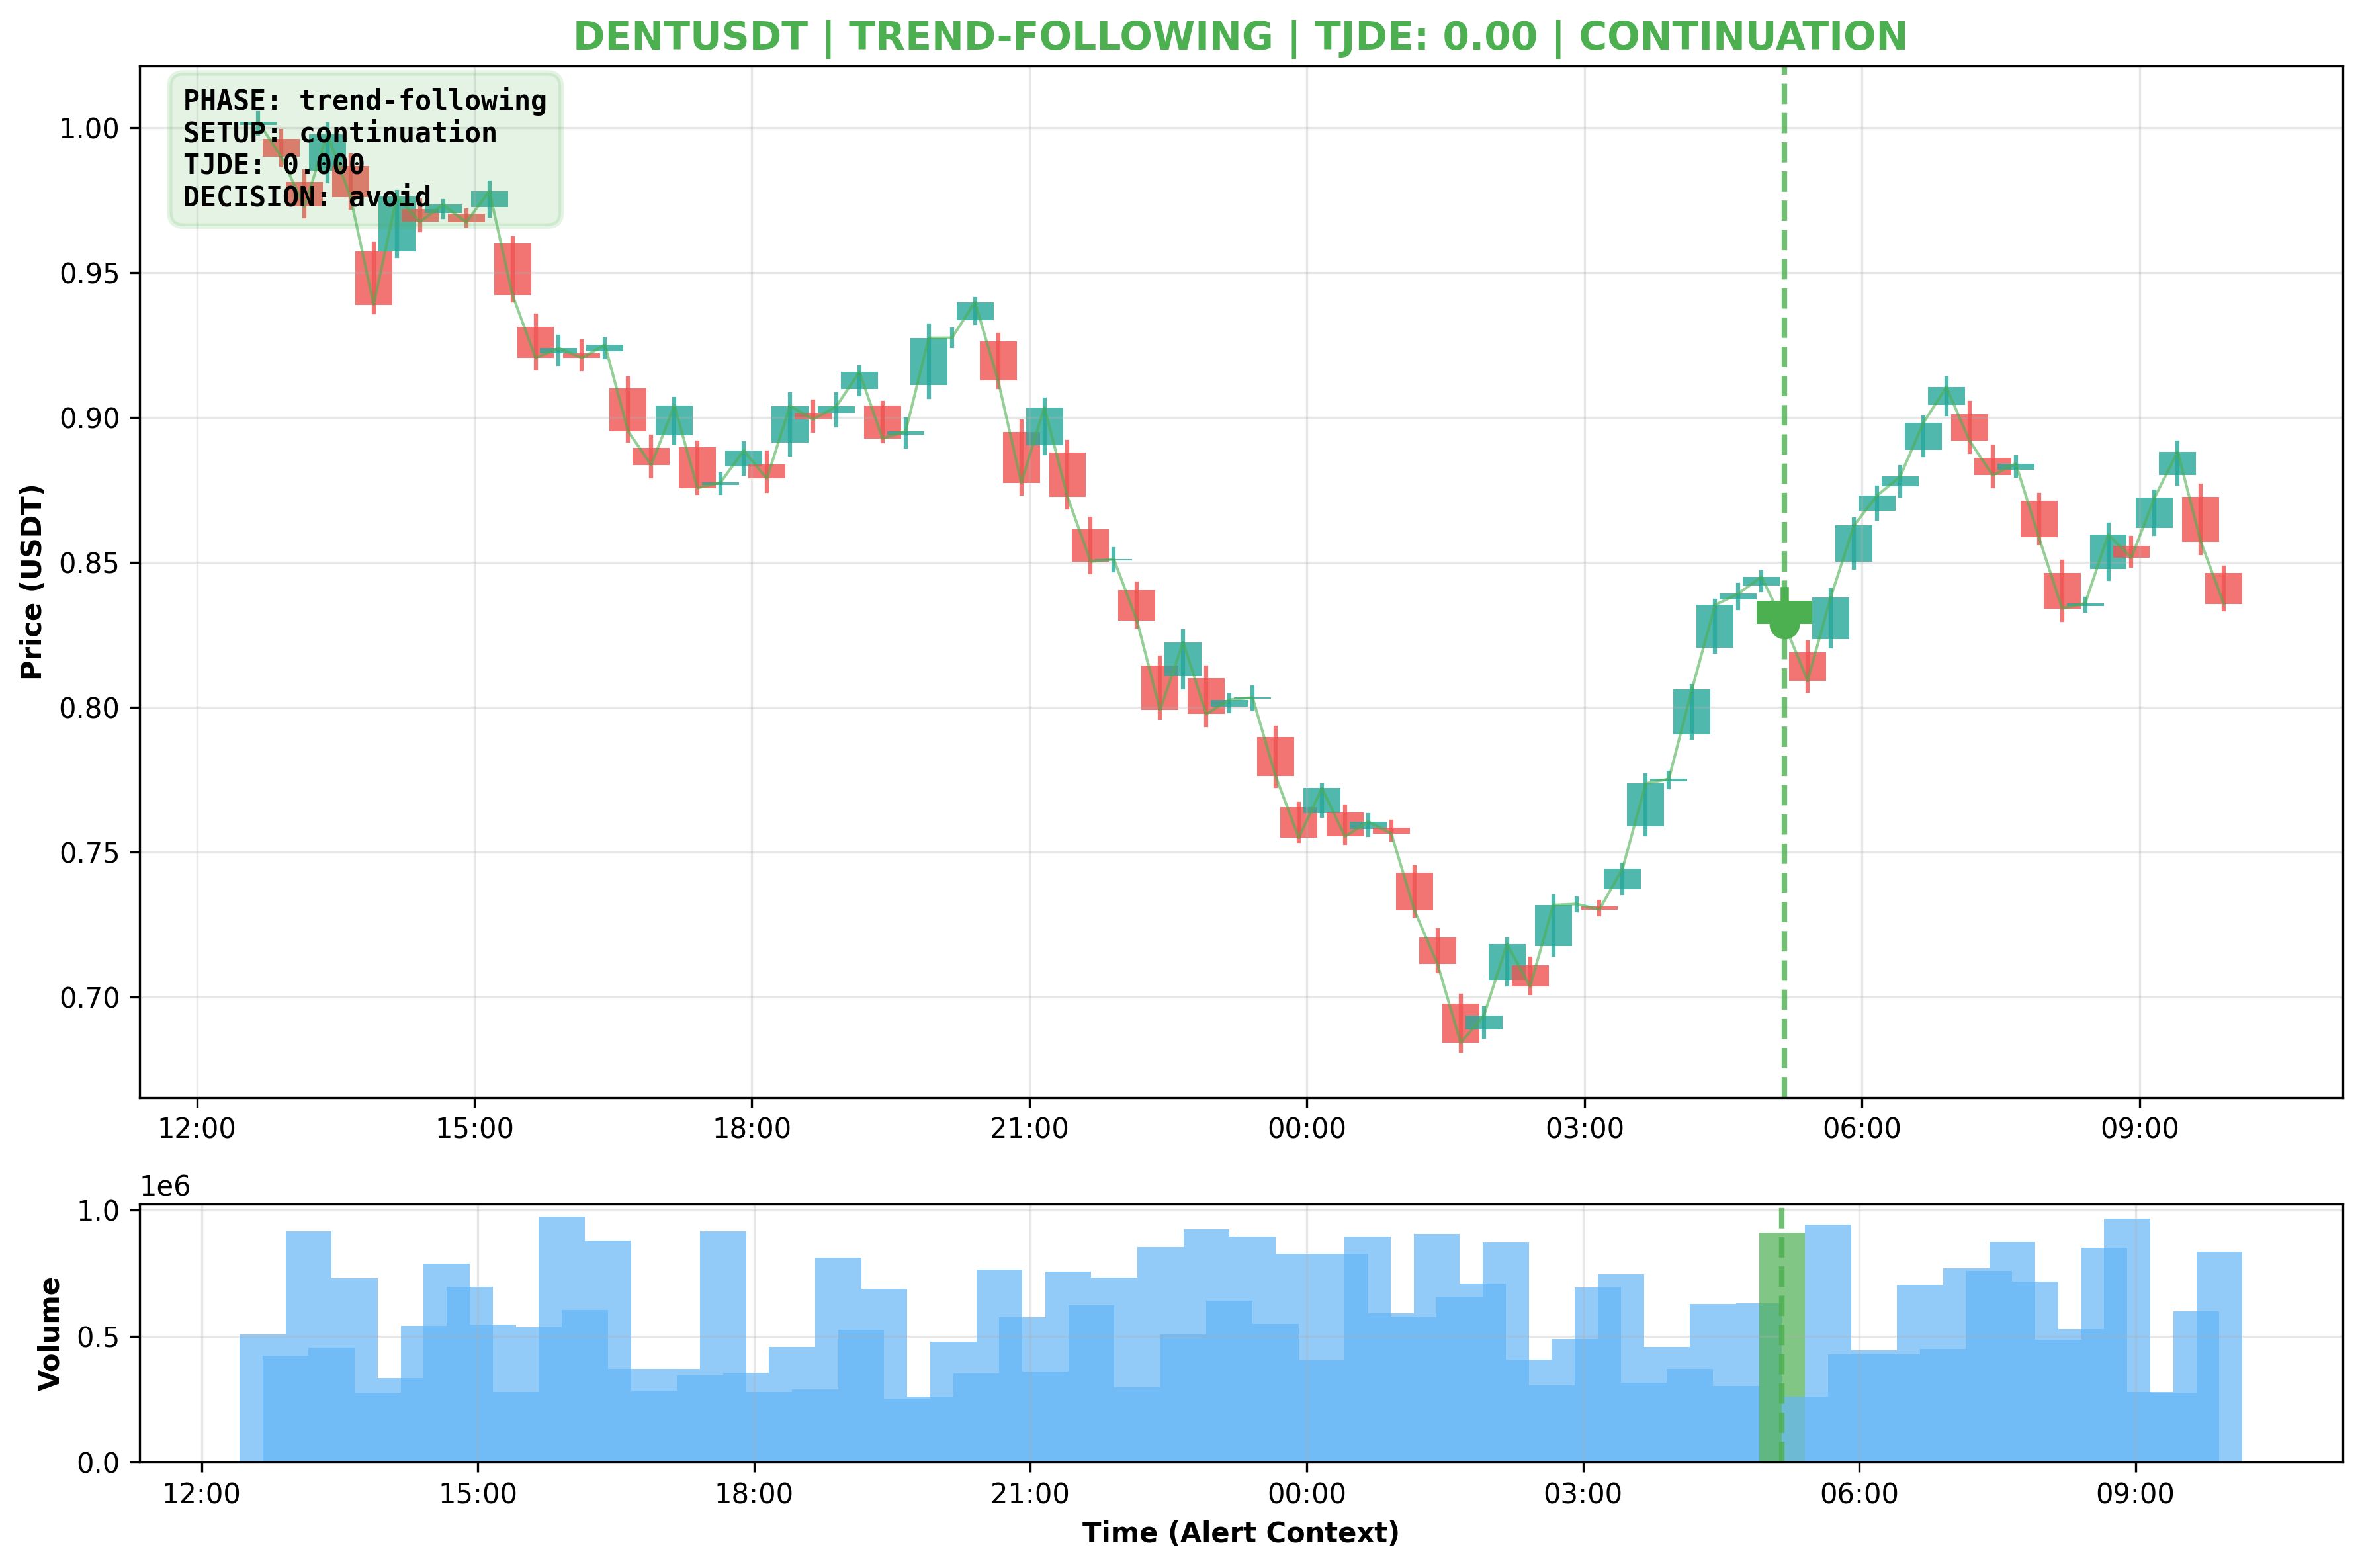 DENTUSDT | TREND-FOLLOWING | TJDE: 0.00 | CONTINUATION
PHASE: trend-following
SETUP: continuation
TJDE: 0.000
DECISION: avoid
Price (USDT)
1.00
0.95
0.90
0.85
0.80
0.75
0.70
12:00 15:00 18:00 21:00 00:00 03:00 06:00 09:00
1e6
Volume
1.0
0.5
0.0
12:00 15:00 18:00 21:00 00:00 03:00 06:00 09:00
Time (Alert Context)